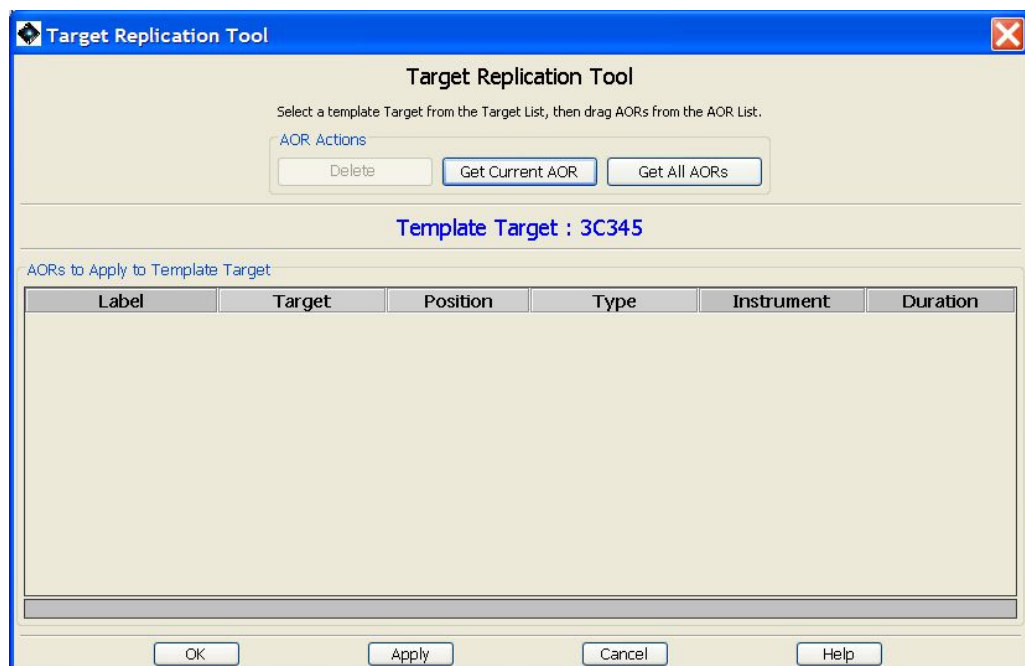 Target Replication Tool
Target Replication Tool
Select a template Target from the Target List, then drag AORs from the AOR List.
AOR Actions
Delete Get Current AOR Get All AORs
Template Target : 3C345
AORs to Apply to Template Target
Label Target Position Type Instrument Duration
OK Apply Cancel Help